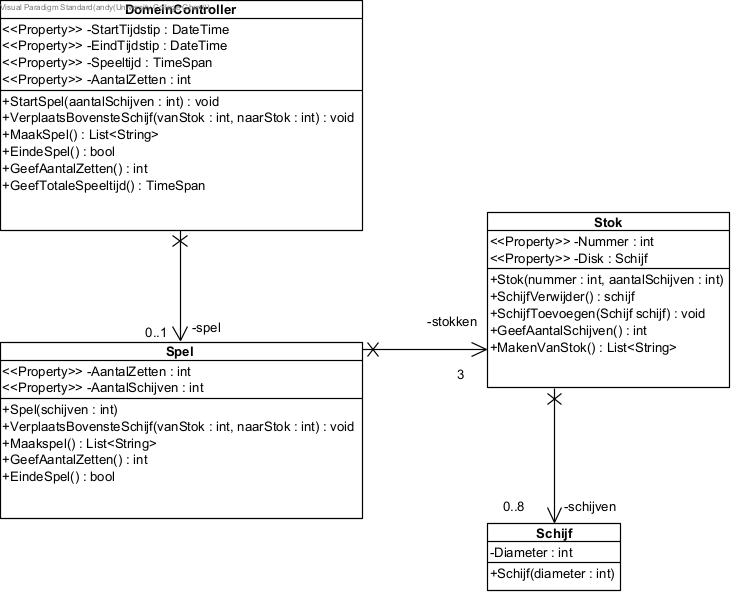 Visual Paradigm Standard(andy(University College Ghent))
DomeinController
<<Property>> -StartTijdstip : DateTime
<<Property>> -EindTijdstip : DateTime
<<Property>> -Speeltijd : TimeSpan
<<Property>> -AantalZetten : int
+StartSpel(aantalSchijven : int) : void
+VerplaatsBovensteSchijf(vanStok : int, naarStok : int) : void
+MaakSpel() : List<String>
+EindeSpel() : bool
+GeefAantalZetten() : int
+GeefTotaleSpeeltijd() : TimeSpan
0..1
-spel
Spel
<<Property>> -AantalZetten : int
<<Property>> -AantalSchijven : int
+Spel(schijven : int)
+VerplaatsBovensteSchijf(vanStok : int, naarStok : int) : void
+Maakspel() : List<String>
+GeefAantalZetten() : int
+EindeSpel() : bool
-stokken
3
Stok
<<Property>> -Nummer : int
<<Property>> -Disk : Schijf
+Stok(nummer : int, aantalSchijven : int)
+SchijfVerwijder() : schijf
+SchijfToevoegen(Schijf schijf) : void
+GeefAantalSchijven() : int
+MakenVanStok() : List<String>
0..8
-schijven
Schijf
-Diameter : int
+Schijf(diameter : int)